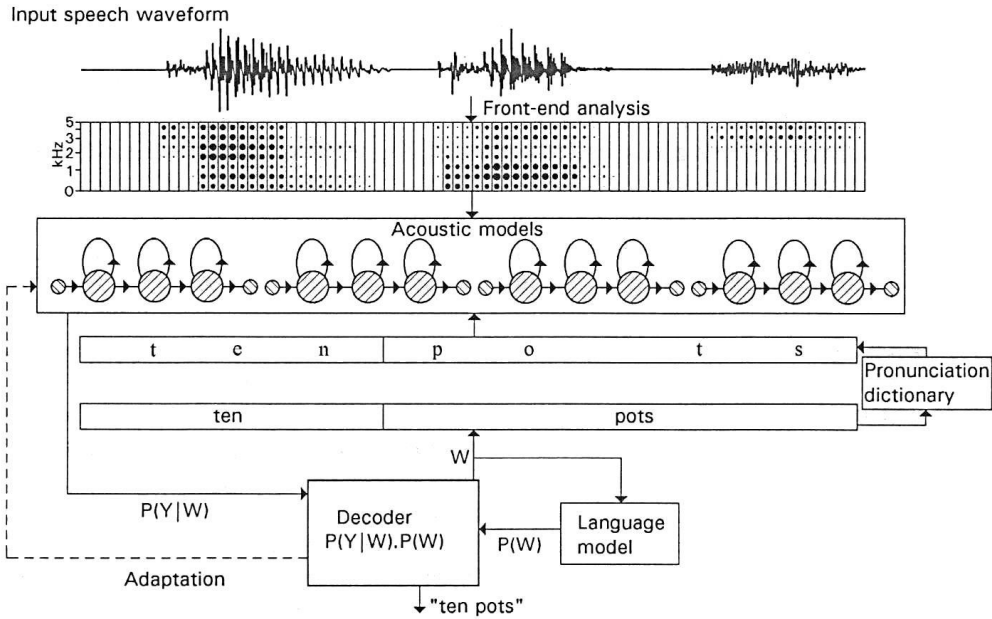 Input speech waveform
Front-end analysis
5
3
2
1
0
kHz
Acoustic models
t e n p o t s
Pronunciation
dictionary
ten pots
W
P(Y|W)
Decoder
P(Y|W).P(W)
P(W)
Language
model
Adaptation
"ten pots"